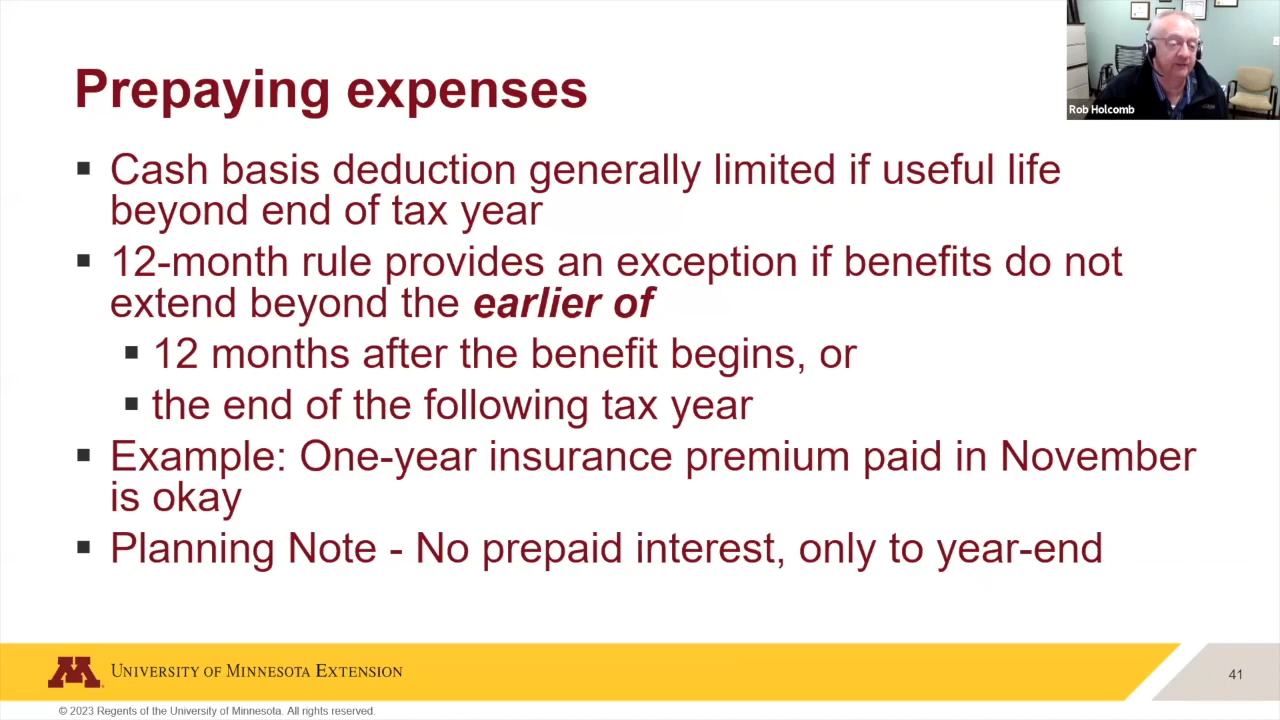 Prepaying expenses
Rob Holcomb
▪ Cash basis deduction generally limited if useful life
beyond end of tax year
▪ 12-month rule provides an exception if benefits do not
extend beyond the earlier of
▪ 12 months after the benefit begins, or
▪ the end of the following tax year
▪ Example: One-year insurance premium paid in November
is okay
▪ Planning Note - No prepaid interest, only to year-end
M
UNIVERSITY OF MINNESOTA EXTENSION
41
© 2023 Regents of the University of Minnesota. All rights reserved.